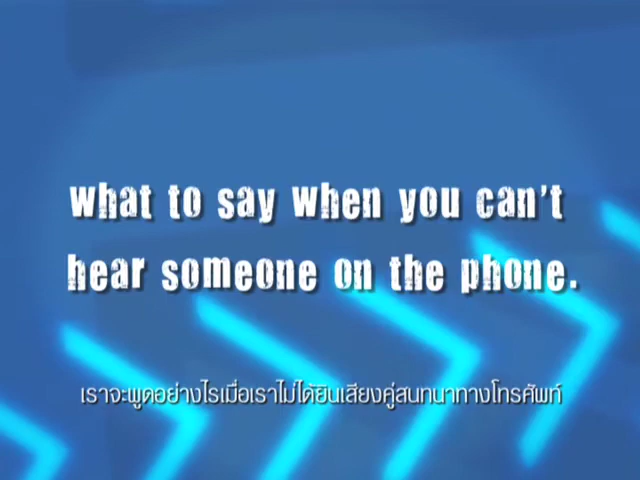 what to say when you can't
hear someone on the phone.
เราจะพูดอย่างไรเมื่อเราไม่ได้ยินเสียงคู่สนทนาทางโทรศัพท์